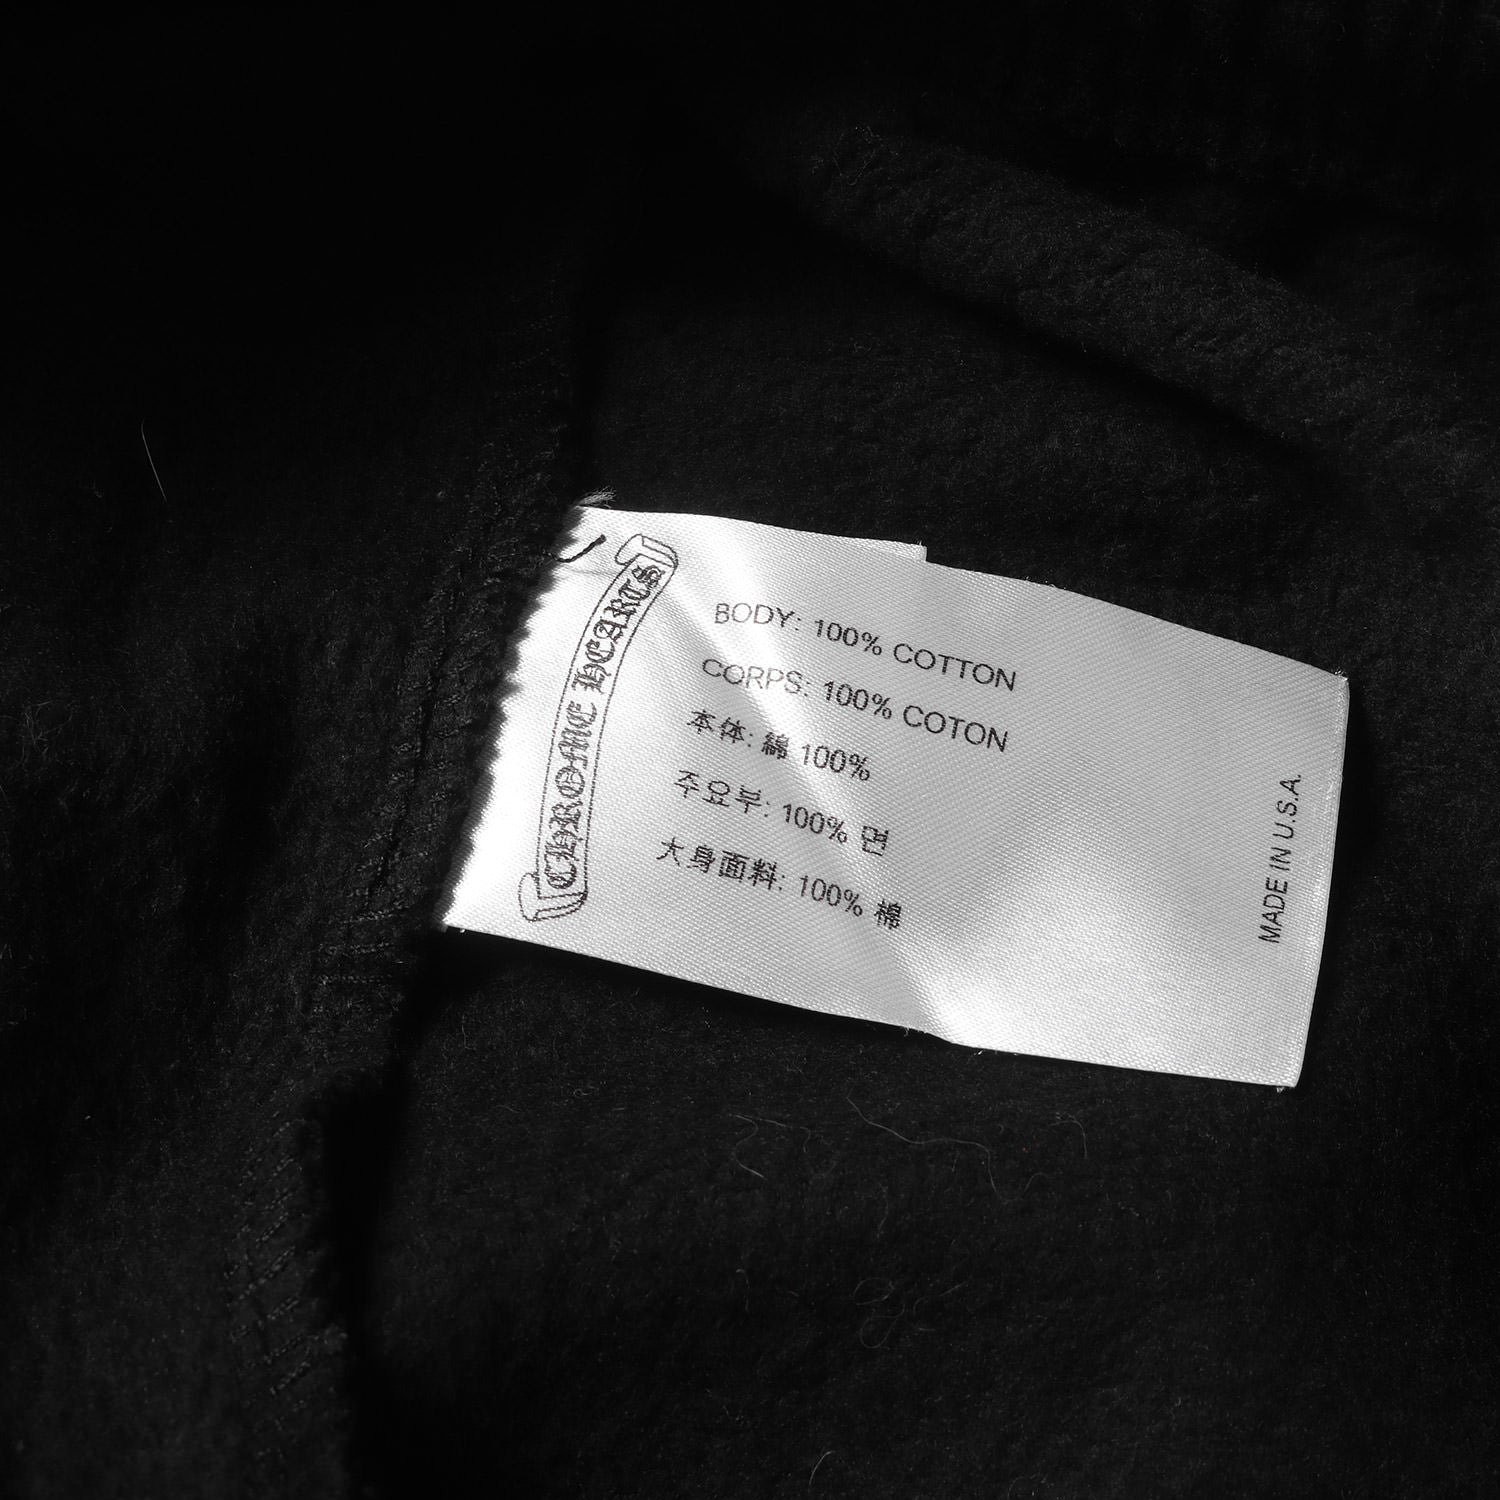 CHROME HEARTS
BODY: 100% COTTON
CORPS: 100% COTON
本体: 綿 100%
주요부: 100% 면
大身面料: 100% 棉
MADE IN U.S.A.